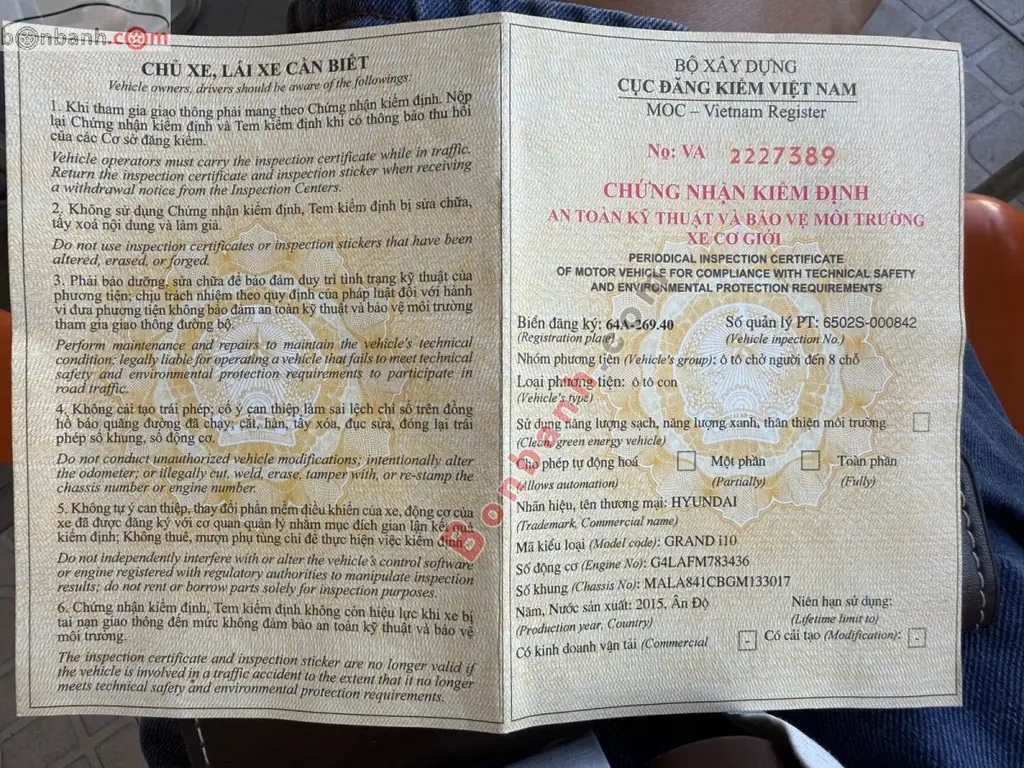 bonbanh.com
CHỦ XE, LÁI XE CẦN BIẾT
Vehicle owners, drivers should be aware of the followings:
1. Khi tham gia giao thông phải mang theo Chứng nhận kiểm định. Nộp
lại Chứng nhận kiểm định và Tem kiểm định khi có thông báo thu hồi
của các Cơ sở đăng kiểm.
Vehicle operators must carry the inspection certificate while in traffic.
Return the inspection certificate and inspection sticker when receiving
a withdrawal notice from the Inspection Centers.
2. Không sử dụng Chứng nhận kiểm định, Tem kiểm định bị sửa chữa,
tẩy xoá nội dung và làm giả.
Do not use inspection certificates or inspection stickers that have been
altered, erased, or forged.
3. Phải bảo dưỡng, sửa chữa để bảo đảm duy trì tình trạng kỹ thuật của
phương tiện; chịu trách nhiệm theo quy định của pháp luật đối với hành
vi đưa phương tiện không bảo đảm an toàn kỹ thuật và bảo vệ môi trường
tham gia giao thông đường bộ.
Perform maintenance and repairs to maintain the vehicle's technical
condition; legally liable for operating a vehicle that fails to meet technical
safety and environmental protection requirements to participate in
road traffic.
4. Không cải tạo trái phép; cố ý can thiệp làm sai lệch chỉ số trên đồng
hồ báo quãng đường đã chạy; cắt, hàn, tẩy xóa, đục sửa, đóng lại trái
phép số khung, số động cơ.
Do not conduct unauthorized vehicle modifications; intentionally alter
the odometer; or illegally cut, weld, erase, tamper with, or re-stamp the
chassis number or engine number.
5. Không tự ý can thiệp, thay đổi phần mềm điều khiển của xe, động cơ của
xe đã được đăng ký với cơ quan quản lý nhằm mục đích gian lận kết quả
kiểm định; Không thuê, mượn phụ tùng chỉ để thực hiện việc kiểm định.
Do not independently interfere with or alter the vehicle's control software
or engine registered with regulatory authorities to manipulate inspection
results; do not rent or borrow parts solely for inspection purposes.
6. Chứng nhận kiểm định, Tem kiểm định không còn hiệu lực khi xe bị
tai nạn giao thông đến mức không đảm bảo an toàn kỹ thuật và bảo vệ
môi trường.
The inspection certificate and inspection sticker are no longer valid if
the vehicle is involved in a traffic accident to the extent that it no longer
meets technical safety and environmental protection requirements.
BỘ XÂY DỰNG
CỤC ĐĂNG KIỂM VIỆT NAM
MOC – Vietnam Register
No: VA 2227389
CHỨNG NHẬN KIỂM ĐỊNH
AN TOÀN KỸ THUẬT VÀ BẢO VỆ MÔI TRƯỜNG
XE CƠ GIỚI
PERIODICAL INSPECTION CERTIFICATE
OF MOTOR VEHICLE FOR COMPLIANCE WITH TECHNICAL SAFETY
AND ENVIRONMENTAL PROTECTION REQUIREMENTS
Biển đăng ký: 64A-269.40 Số quản lý PT: 6502S-000842
(Registration plate) (Vehicle inspection No.)
Nhóm phương tiện (Vehicle's group): ô tô chở người đến 8 chỗ
Loại phương tiện: ô tô con
(Vehicle's type)
Sử dụng năng lượng sạch, năng lượng xanh, thân thiện môi trường
(Clean, green energy vehicle)
Cho phép tự động hoá Một phần Toàn phần
(Allows automation) (Partially) (Fully)
Nhãn hiệu, tên thương mại: HYUNDAI
(Trademark, Commercial name)
Mã kiểu loại (Model code): GRAND i10
Số động cơ (Engine No): G4LAFM783436
Số khung (Chassis No): MALA841CBGM133017
Năm, Nước sản xuất: 2015, Ấn Độ Niên hạn sử dụng:
(Production year, Country) (Lifetime limit to)
Có kinh doanh vận tải (Commercial - Có cải tạo (Modification): -
Bonbanh.com